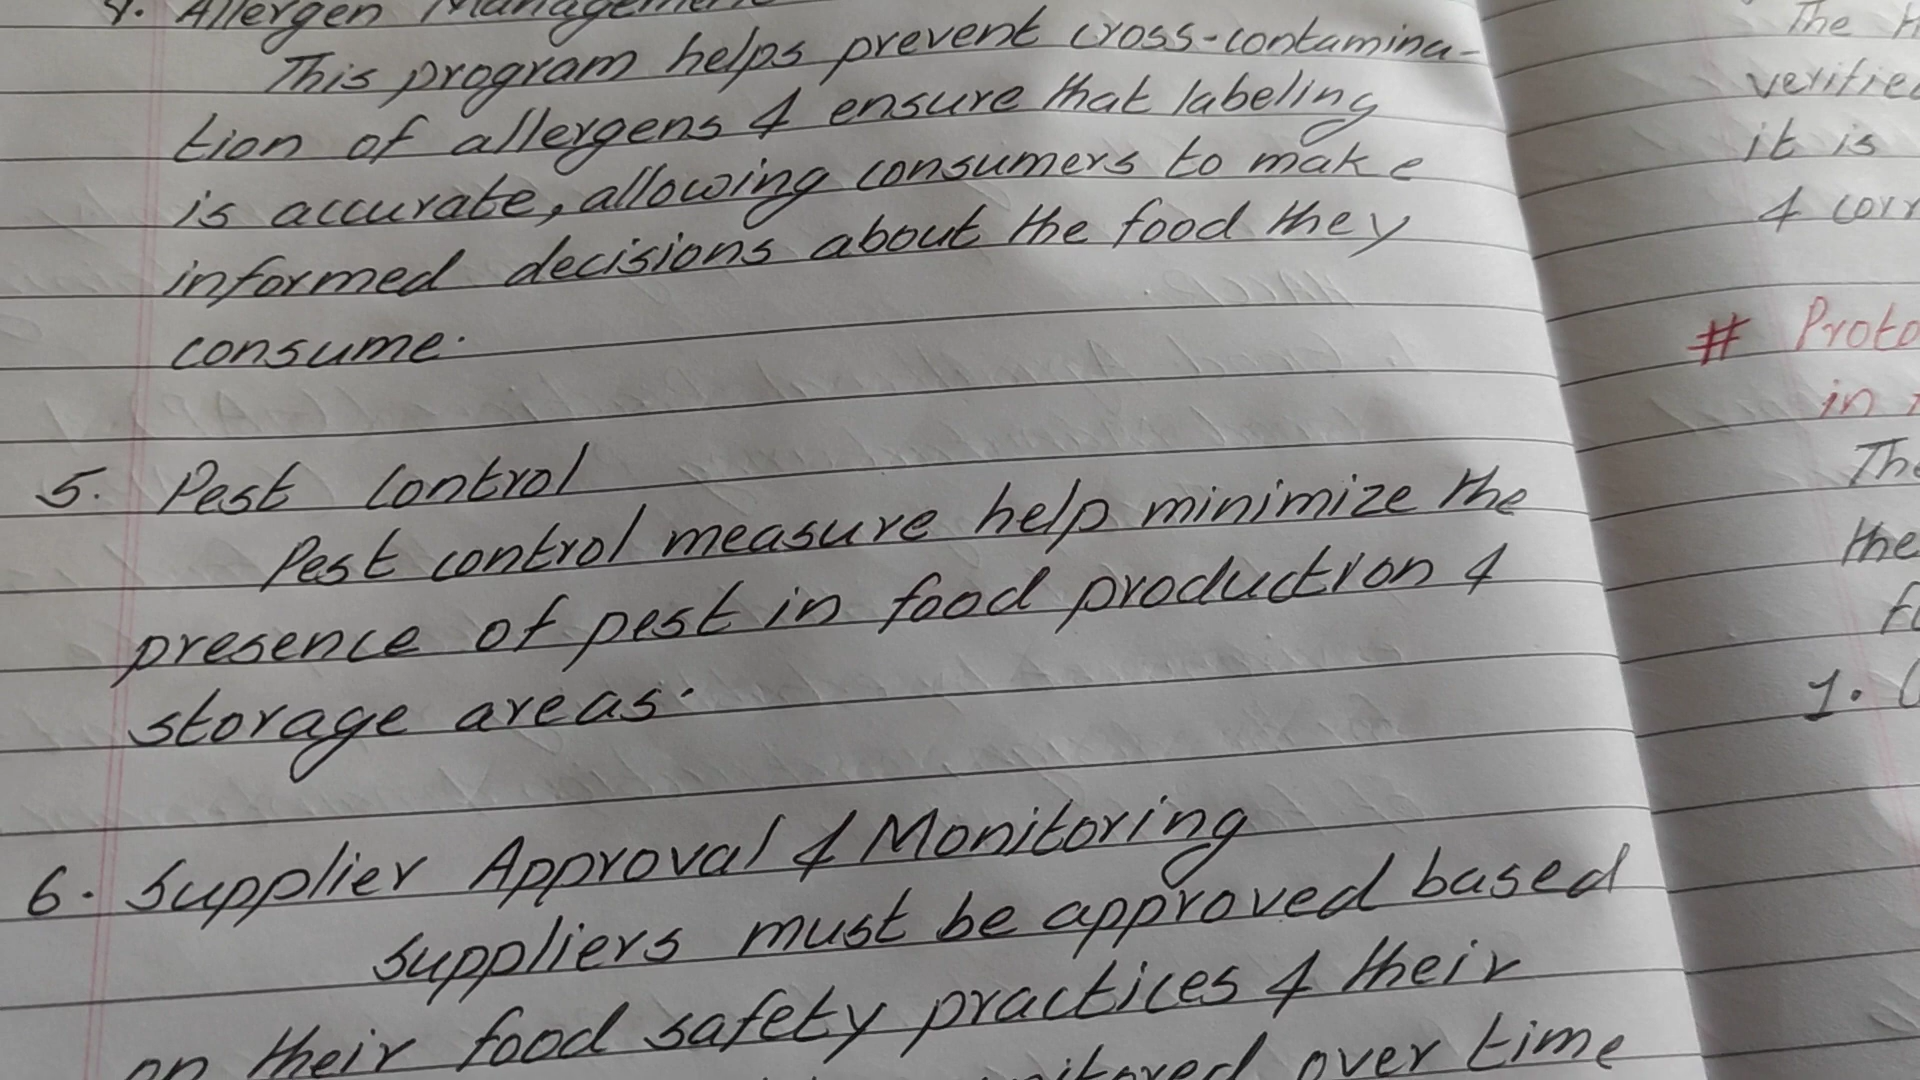 4. Allergen Management
This program helps prevent cross-contamina-
tion of allergens & ensure that labeling
is accurate, allowing consumers to make
informed decisions about the food they
consume.
5. Pest Control
Pest control measure help minimize the
presence of pest in food production &
storage areas.
6. Supplier Approval & Monitoring
suppliers must be approved based
on their food safety practices & their
over time
The
verified
it is
&
#
in
The
the
1.